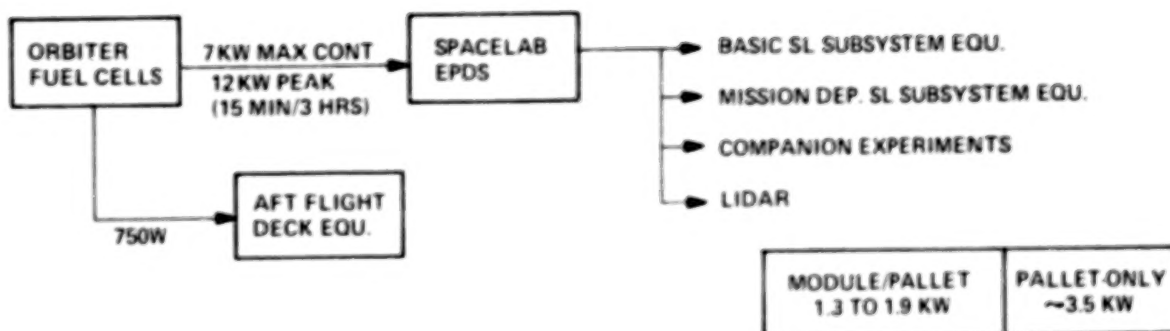 ORBITER
FUEL CELLS
7KW MAX CONT
12KW PEAK
(15 MIN/3 HRS)
SPACELAB
EPDS
BASIC SL SUBSYSTEM EQU.
MISSION DEP. SL SUBSYSTEM EQU.
COMPANION EXPERIMENTS
LIDAR
750W
AFT FLIGHT
DECK EQU.
MODULE/PALLET
1.3 TO 1.9 KW
PALLET-ONLY
~3.5 KW